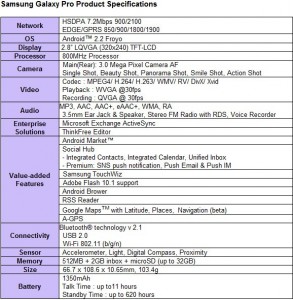 Samsung Galaxy Pro Product Specifications
Network
HSDPA 7.2Mbps 900/2100
EDGE/GPRS 850/900/1800/1900
OS
Android™ 2.2 Froyo
Display
2.8" LQVGA (320x240) TFT-LCD
Processor
800MHz Processor
Camera
Main(Rear): 3.0 Mega Pixel Camera AF
Single Shot, Beauty Shot, Panorama Shot, Smile Shot, Action Shot
Video
Codec : MPEG4/ H.264/ H.263/ WMV/ RV/ DivX/ Xvid
Playback : WVGA @30fps
Recording : QVGA @30fps
Audio
MP3, AAC, AAC+, eAAC+, WMA, RA
3.5mm Ear Jack & Speaker, Stereo FM Radio with RDS, Voice Recorder
Enterprise
Solutions
Microsoft Exchange ActiveSync
ThinkFree Editor
Value-added
Features
Android Market™
Social Hub
- Integrated Contacts, Integrated Calendar, Unified Inbox
- Premium: SNS push notification, Push Email & Push IM
Samsung TouchWiz
Adobe Flash 10.1 support
Android Brower
RSS Reader
Google Maps™ with Latitude, Places, Navigation (beta)
A-GPS
Connectivity
Bluetooth® technology v 2.1
USB 2.0
Wi-Fi 802.11 (b/g/n)
Sensor
Accelerometer, Light, Digital Compass, Proximity
Memory
512MB + 2GB inbox + microSD (up to 32GB)
Size
66.7 x 108.6 x 10.65mm, 103.4g
Battery
1350mAh
Talk Time : up to11 hours
Standby Time : up to 620 hours